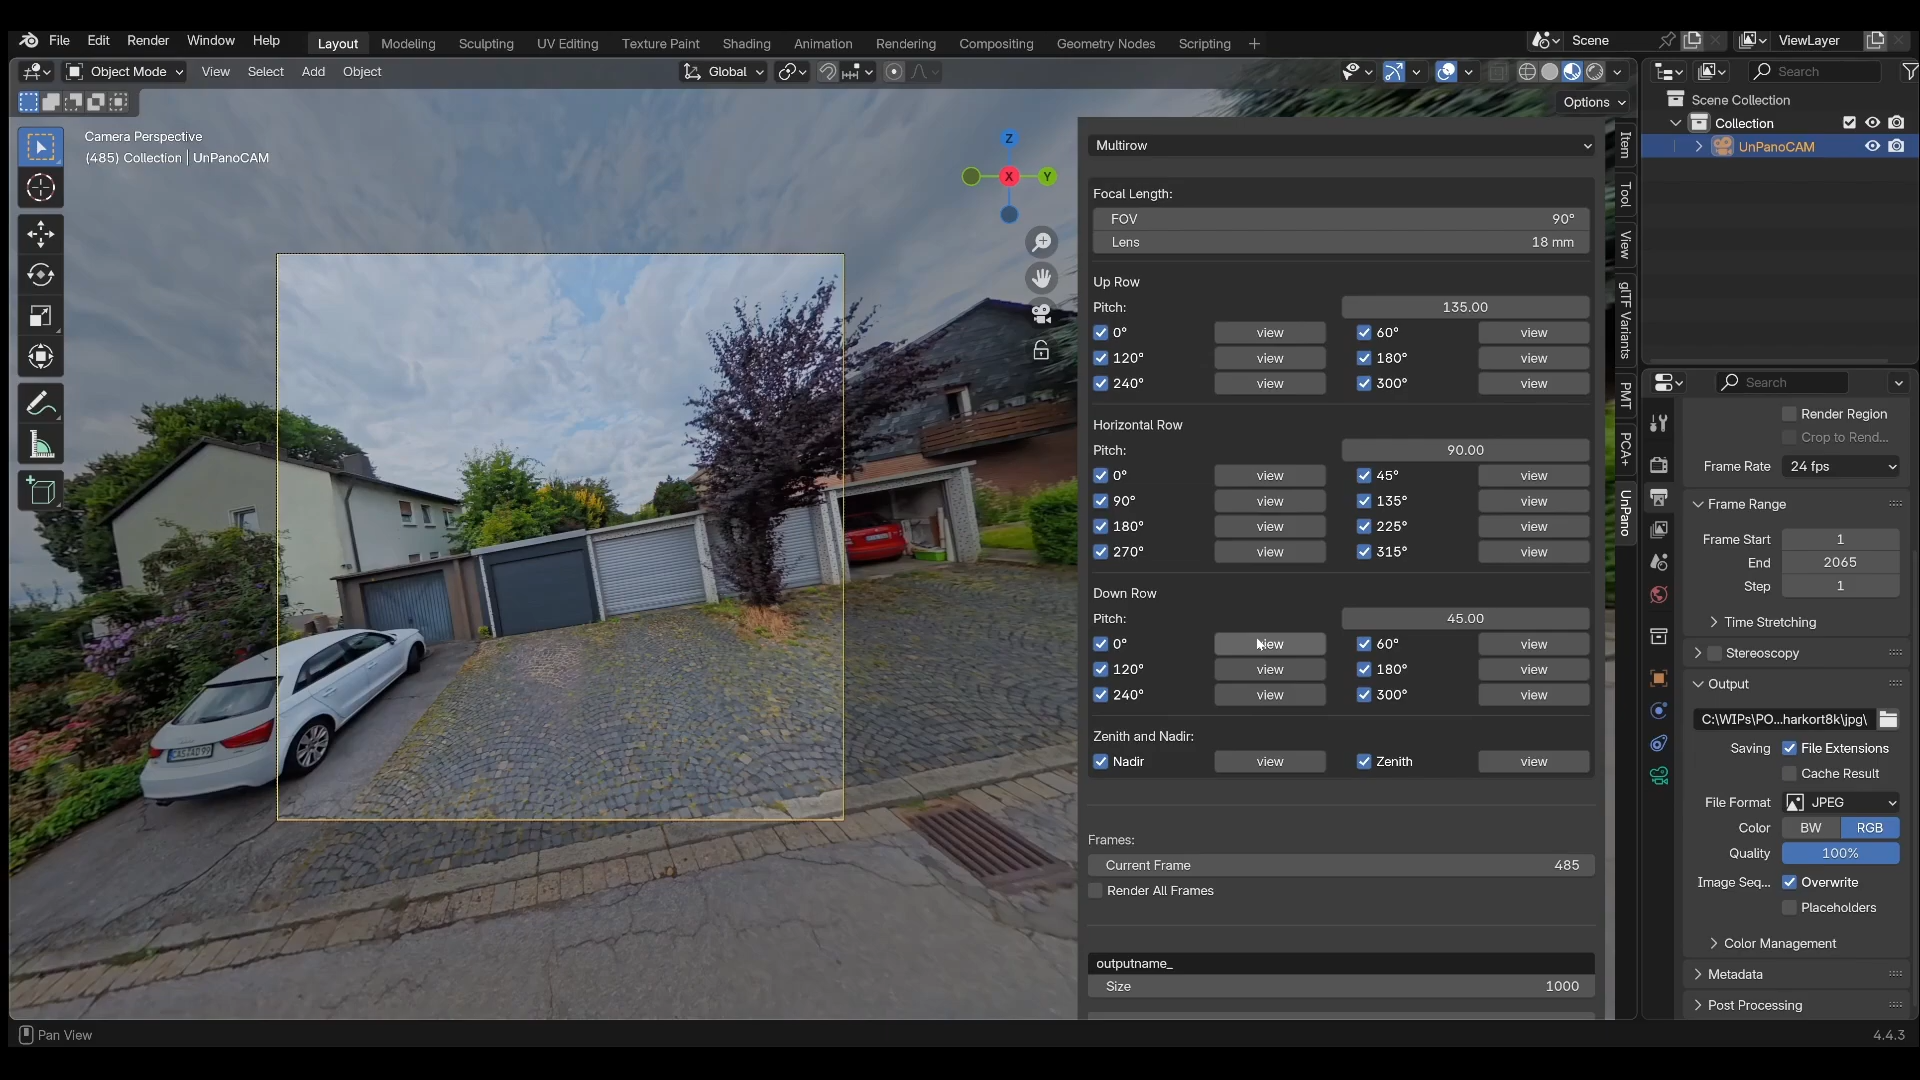 File Edit Render Window Help Layout Modeling Sculpting UV Editing Texture Paint Shading Animation Rendering Compositing Geometry Nodes Scripting + Scene ViewLayer
Object Mode View Select Add Object Global Search
Options
Camera Perspective
(485) Collection | UnPanoCAM
Z
X
Y
Multirow
Focal Length:
FOV 90°
Lens 18 mm
Up Row
Pitch: 135.00
0° view 60° view
120° view 180° view
240° view 300° view
Horizontal Row
Pitch: 90.00
0° view 45° view
90° view 135° view
180° view 225° view
270° view 315° view
Down Row
Pitch: 45.00
0° view 60° view
120° view 180° view
240° view 300° view
Zenith and Nadir:
Nadir view Zenith view
Frames:
Current Frame 485
Render All Frames
outputname_
Size 1000
Item
Tool
View
glTF Variants
PMT
PCA+
UnPano
Scene Collection
Collection
UnPanoCAM
Search
Render Region
Crop to Rend...
Frame Rate 24 fps
Frame Range
Frame Start 1
End 2065
Step 1
Time Stretching
Stereoscopy
Output
C:\WIPs\PO...harkort8k\jpg\
Saving File Extensions
Cache Result
File Format JPEG
Color BW RGB
Quality 100%
Image Seq... Overwrite
Placeholders
Color Management
Metadata
Post Processing
Pan View
4.4.3